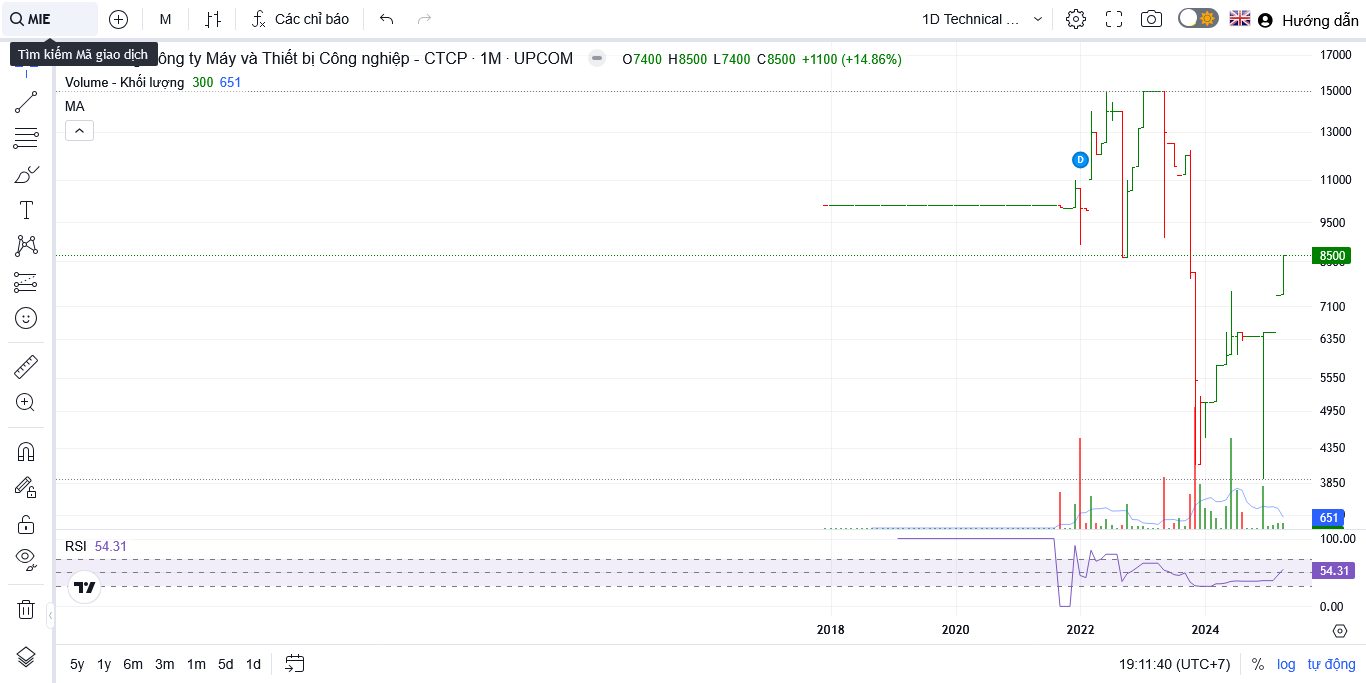 MIE
M
Các chỉ báo
1D Technical ...
Hướng dẫn
Tìm kiếm Mã giao dịch
ông ty Máy và Thiết bị Công nghiệp - CTCP · 1M · UPCOM
O7400 H8500 L7400 C8500 +1100 (+14.86%)
Volume - Khối lượng 300 651
MA
D
17000
15000
13000
11000
9500
8500
7100
6350
5550
4950
4350
3850
651
RSI 54.31
100.00
54.31
0.00
2018 2020 2022 2024
5y 1y 6m 3m 1m 5d 1d
19:11:40 (UTC+7) % log tự động